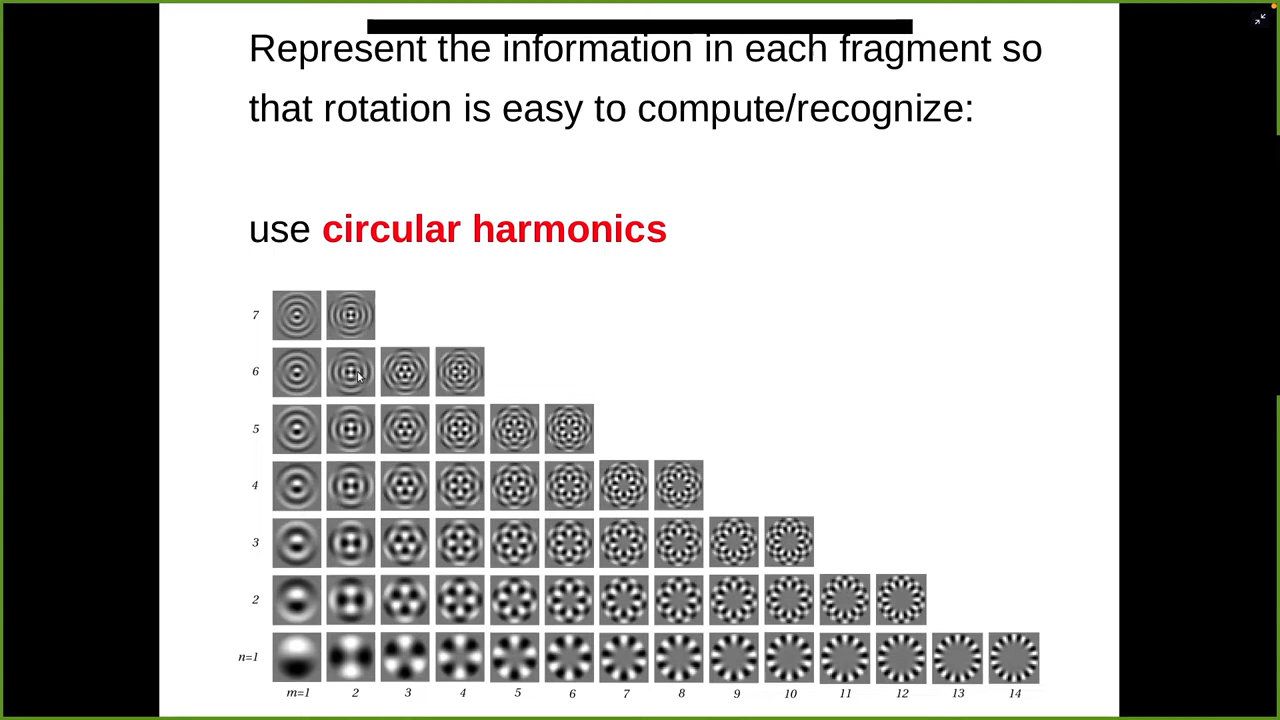 Represent the information in each fragment so
that rotation is easy to compute/recognize:
use circular harmonics
7
6
5
4
3
2
n=1
m=1 2 3 4 5 6 7 8 9 10 11 12 13 14